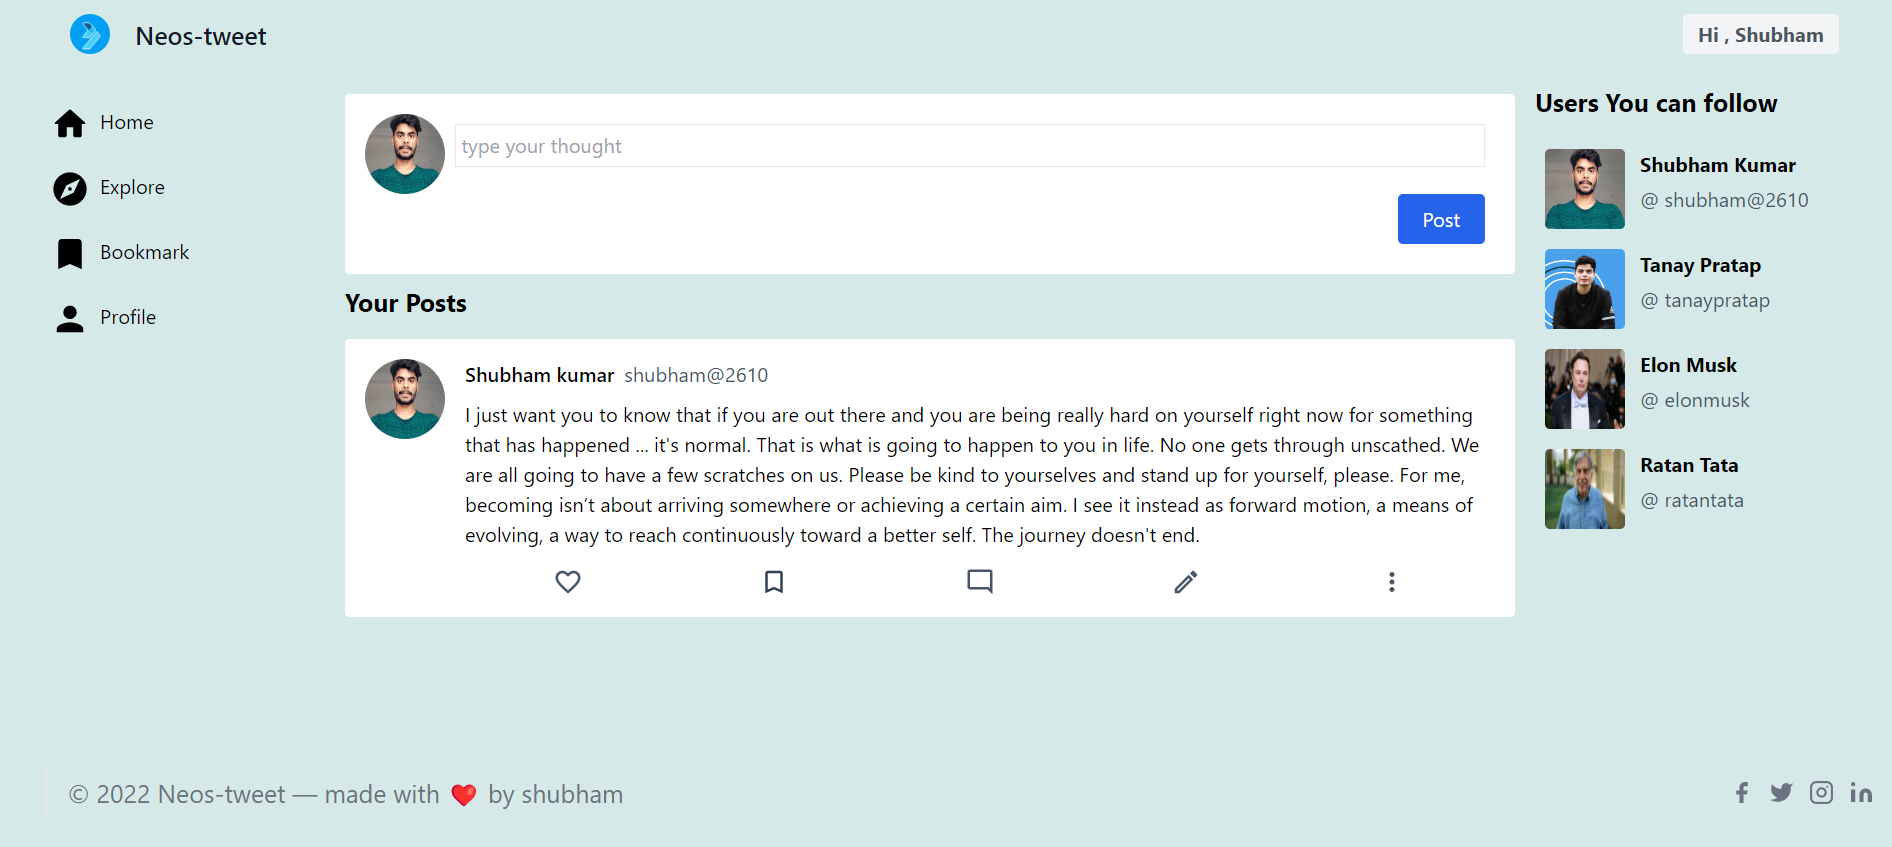 Neos-tweet
Hi , Shubham
Home
Explore
Bookmark
Profile
type your thought
Post
Your Posts
Shubham kumar shubham@2610
I just want you to know that if you are out there and you are being really hard on yourself right now for something
that has happened ... it's normal. That is what is going to happen to you in life. No one gets through unscathed. We
are all going to have a few scratches on us. Please be kind to yourselves and stand up for yourself, please. For me,
becoming isn’t about arriving somewhere or achieving a certain aim. I see it instead as forward motion, a means of
evolving, a way to reach continuously toward a better self. The journey doesn't end.
Users You can follow
Shubham Kumar
@ shubham@2610
Tanay Pratap
@ tanaypratap
Elon Musk
@ elonmusk
Ratan Tata
@ ratantata
© 2022 Neos-tweet — made with ❤️ by shubham